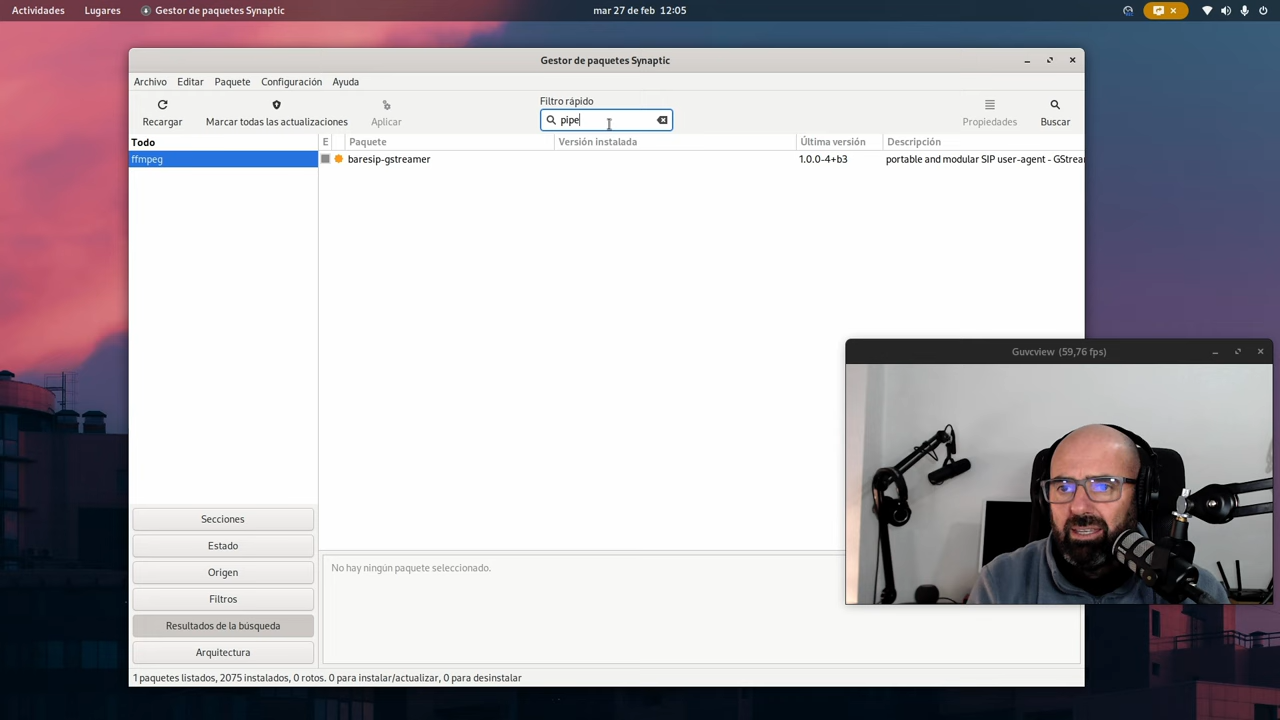 Actividades Lugares Gestor de paquetes Synaptic mar 27 de feb 12:05
Gestor de paquetes Synaptic
Archivo Editar Paquete Configuración Ayuda
Filtro rápido
Recargar Marcar todas las actualizaciones Aplicar pipe Propiedades Buscar
Todo E Paquete Versión instalada Última versión Descripción
ffmpeg baresip-gstreamer 1.0.0-4+b3 portable and modular SIP user-agent - GStrea
Guvcview (59,76 fps)
Secciones
Estado
No hay ningún paquete seleccionado.
Origen
Filtros
Resultados de la búsqueda
Arquitectura
1 paquetes listados, 2075 instalados, 0 rotos. 0 para instalar/actualizar, 0 para desinstalar